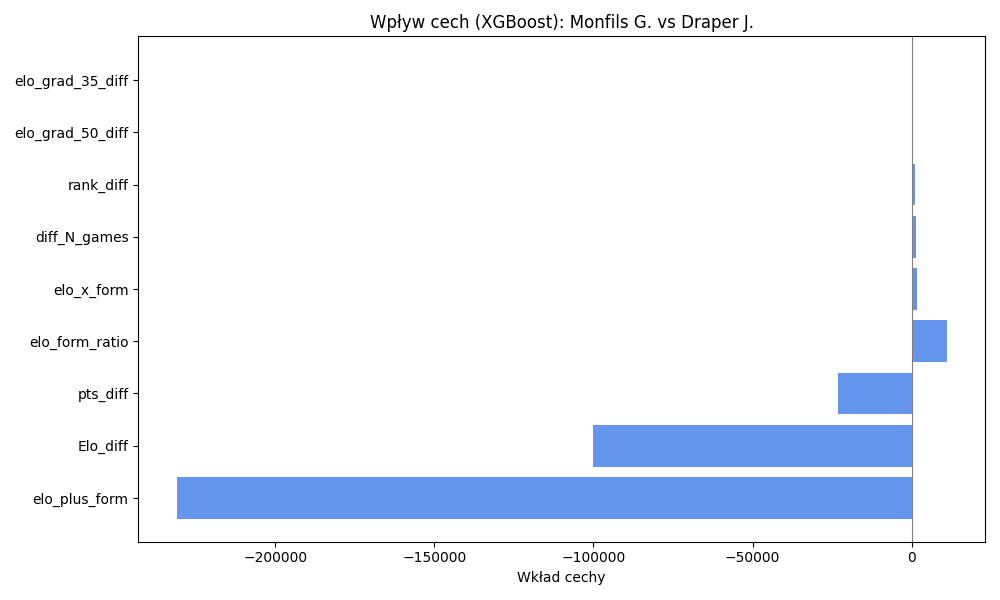 Wpływ cech (XGBoost): Monfils G. vs Draper J.
elo_grad_35_diff
elo_grad_50_diff
rank_diff
diff_N_games
elo_x_form
elo_form_ratio
pts_diff
Elo_diff
elo_plus_form
−200000 −150000 −100000 −50000 0
Wkład cechy